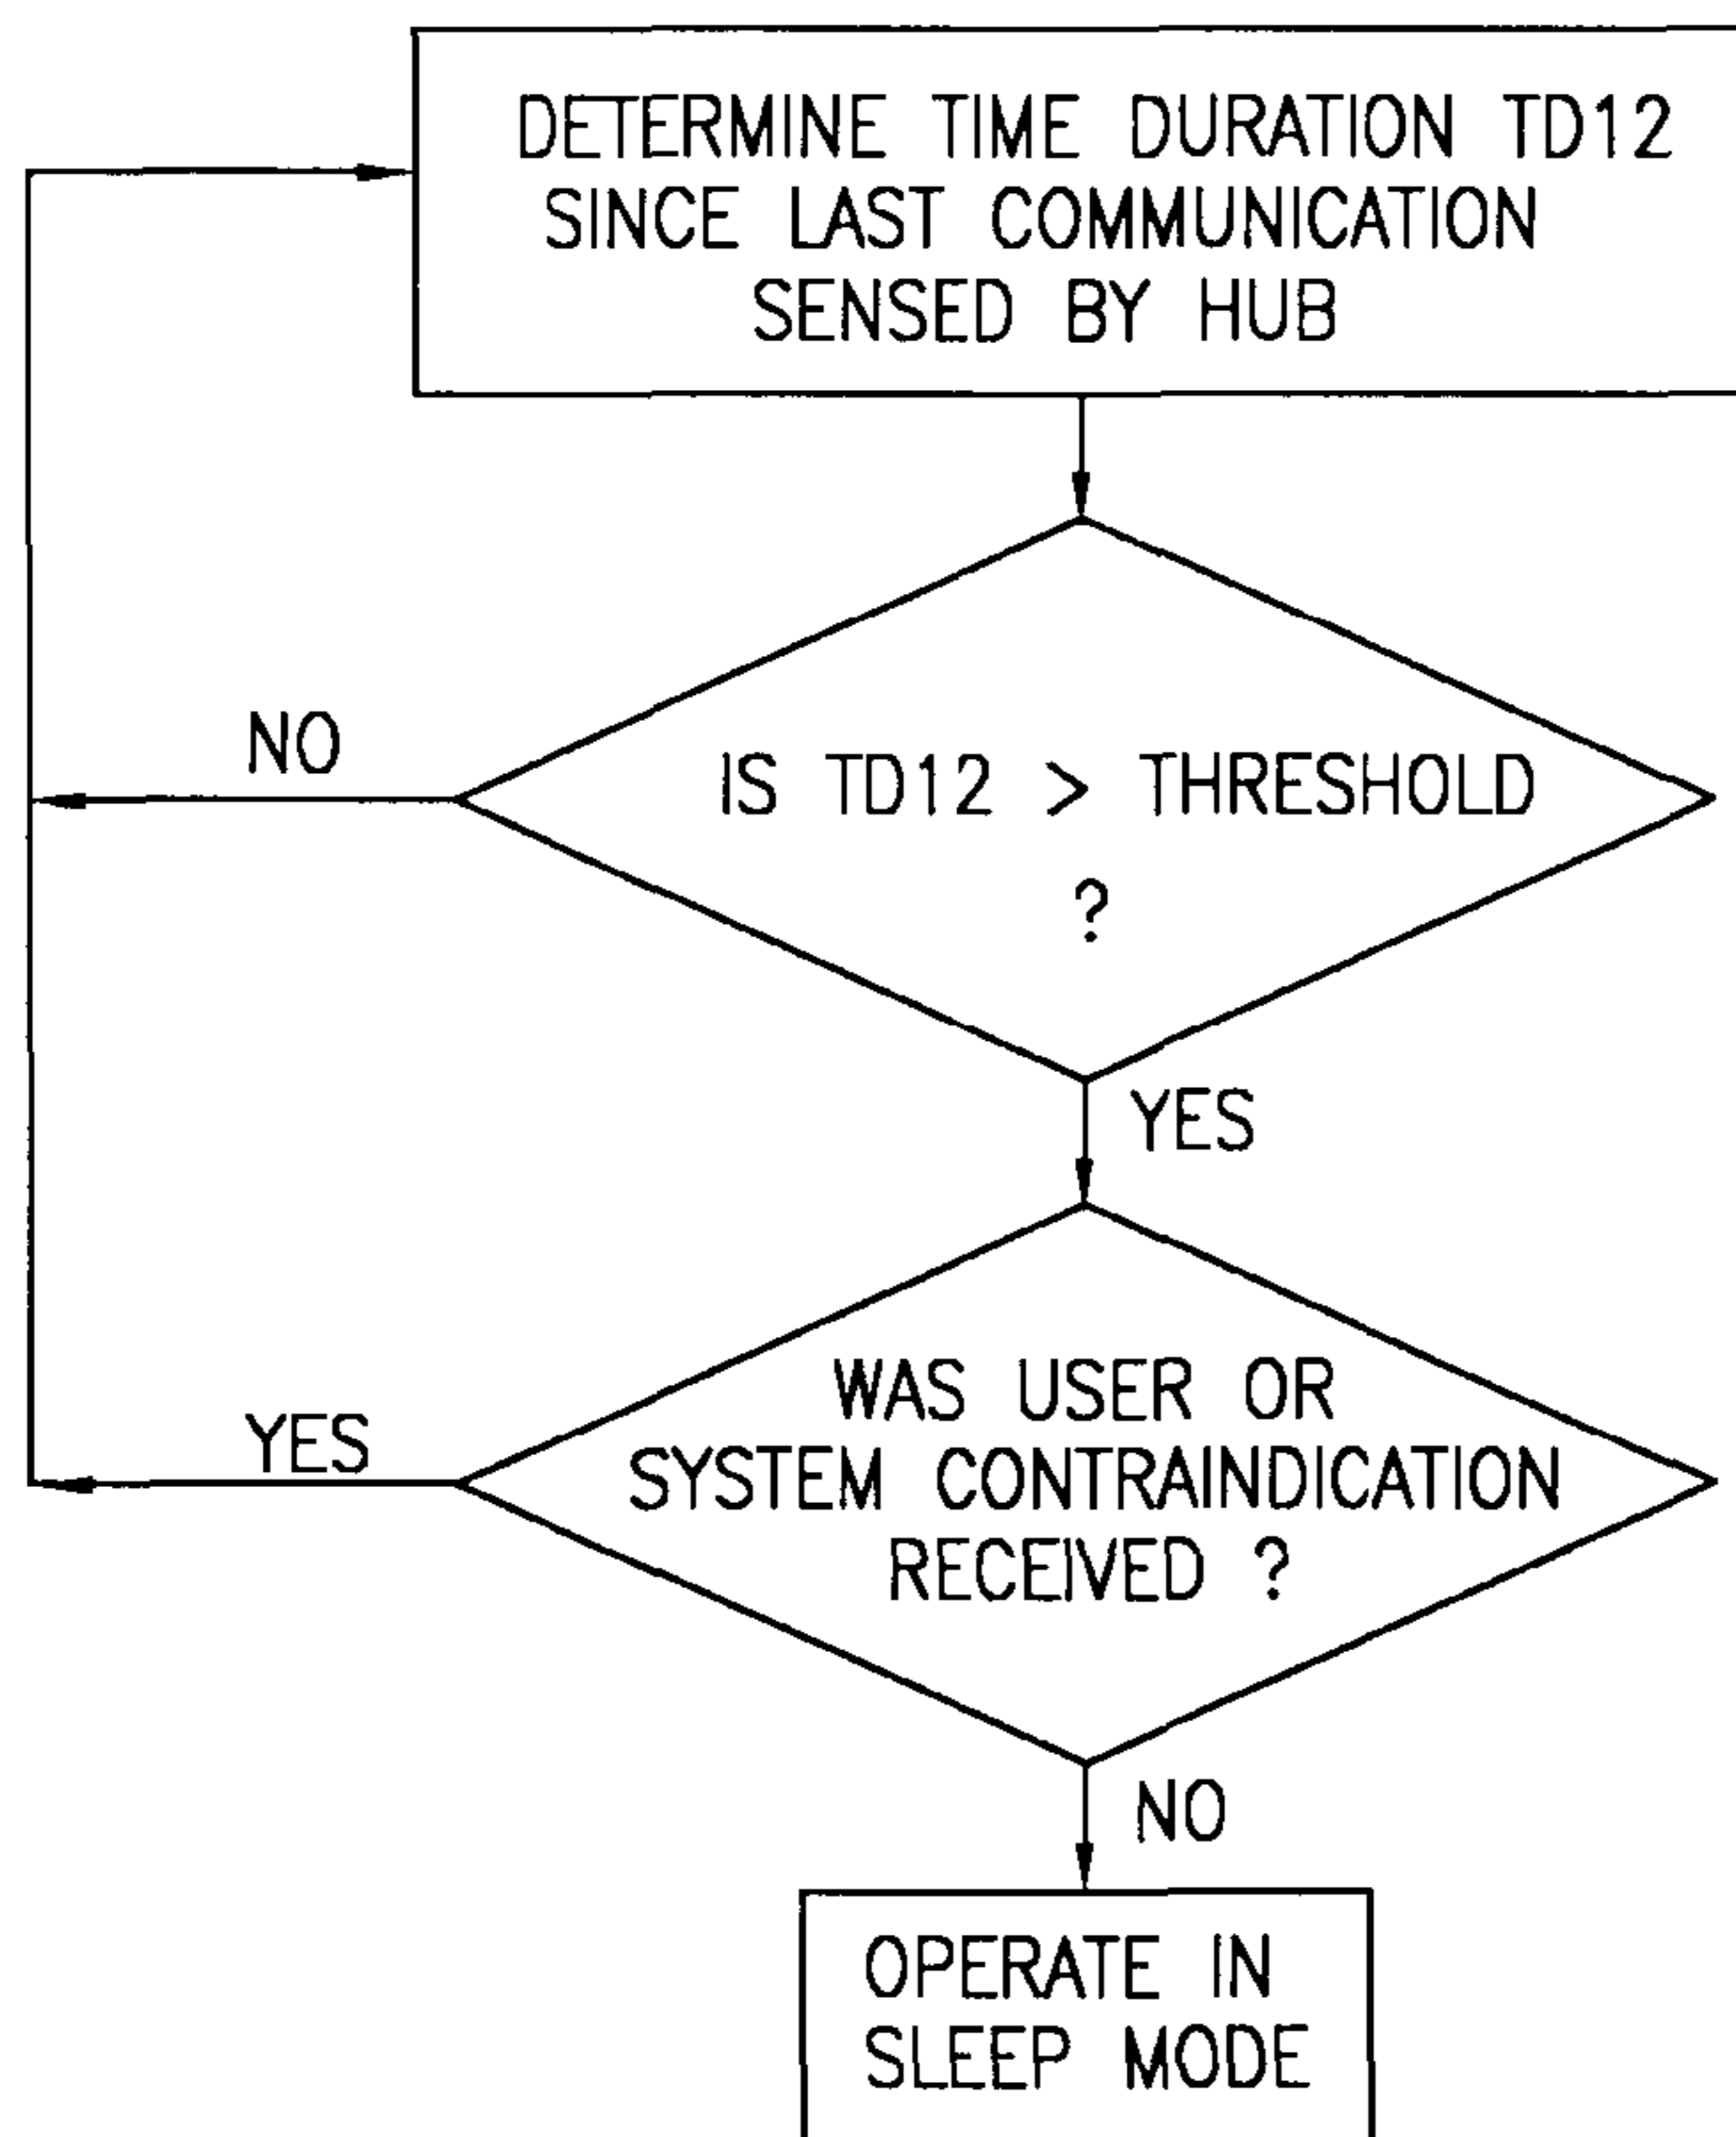 DETERMINE TIME DURATION TD12
SINCE LAST COMMUNICATION
SENSED BY HUB
NO
IS TD12 > THRESHOLD
?
YES
WAS USER OR
YES
SYSTEM CONTRAINDICATION
RECEIVED ?
NO
OPERATE IN
SLEEP MODE